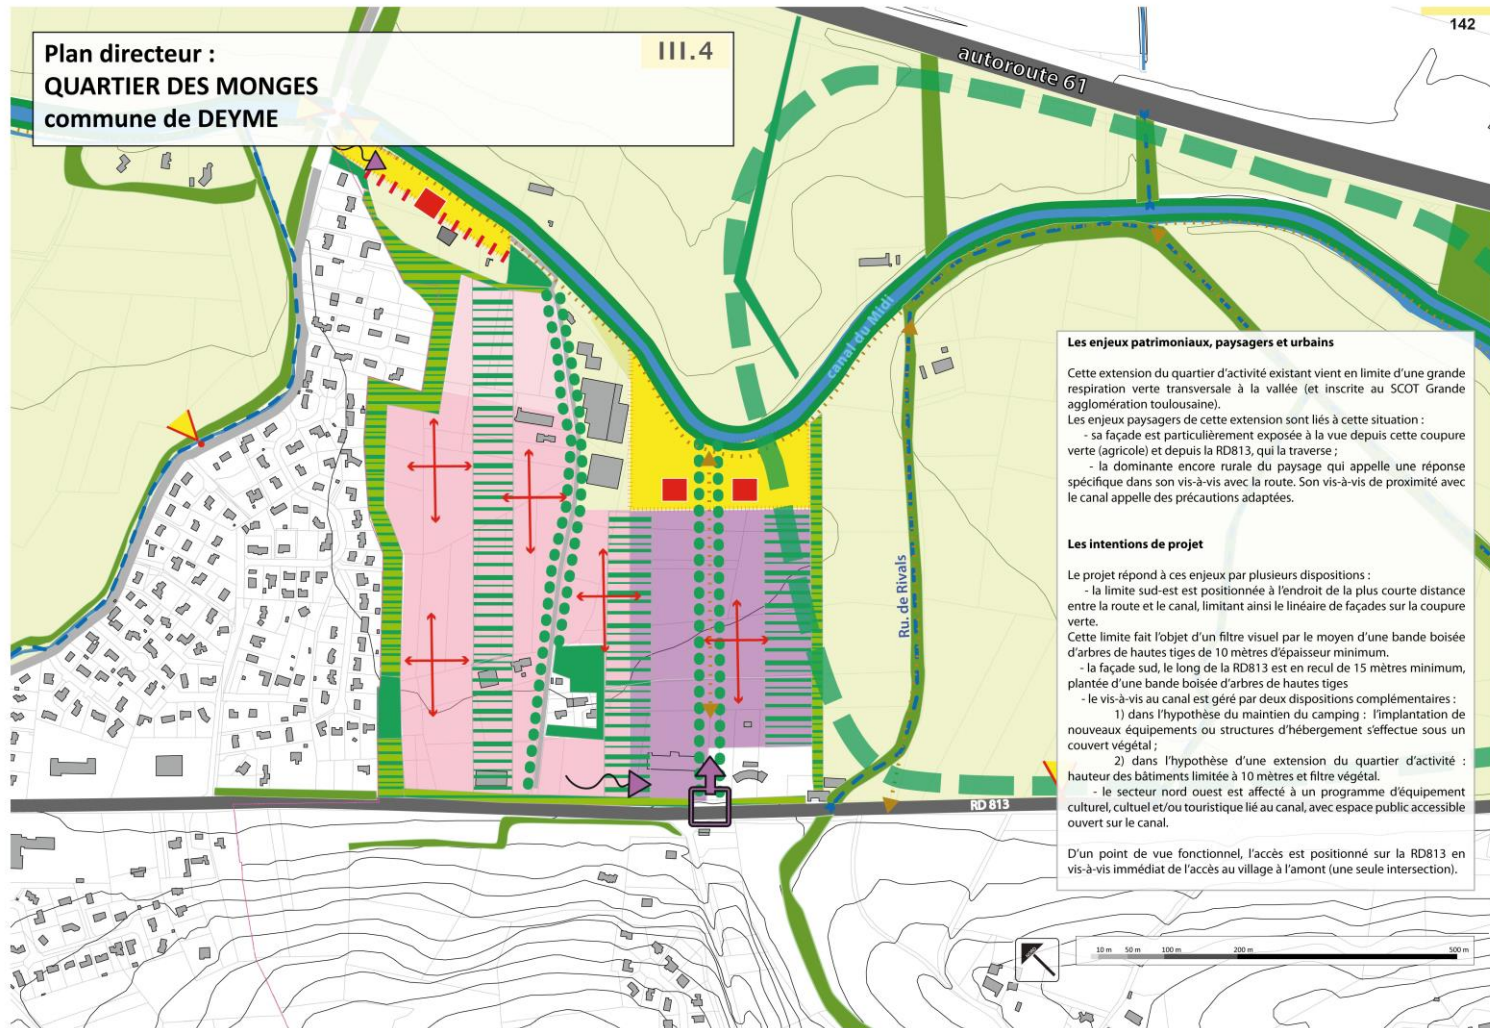 142
Plan directeur :
QUARTIER DES MONGES
commune de DEYME
III.4
autoroute 61
canal du Midi
Ru. de Rivals
RD 813
Les enjeux patrimoniaux, paysagers et urbains
Cette extension du quartier d'activité existant vient en limite d'une grande
respiration verte transversale à la vallée (et inscrite au SCOT Grande
agglomération toulousaine).
Les enjeux paysagers de cette extension sont liés à cette situation :
- sa façade est particulièrement exposée à la vue depuis cette coupure
verte (agricole) et depuis la RD813, qui la traverse ;
- la dominante encore rurale du paysage qui appelle une réponse
spécifique dans son vis-à-vis avec la route. Son vis-à-vis de proximité avec
le canal appelle des précautions adaptées.
Les intentions de projet
Le projet répond à ces enjeux par plusieurs dispositions :
- la limite sud-est est positionnée à l'endroit de la plus courte distance
entre la route et le canal, limitant ainsi le linéaire de façades sur la coupure
verte.
Cette limite fait l'objet d'un filtre visuel par le moyen d'une bande boisée
d'arbres de hautes tiges de 10 mètres d'épaisseur minimum.
- la façade sud, le long de la RD813 est en recul de 15 mètres minimum,
plantée d'une bande boisée d'arbres de hautes tiges
- le vis-à-vis au canal est géré par deux dispositions complémentaires :
1) dans l'hypothèse du maintien du camping : l'implantation de
nouveaux équipements ou structures d'hébergement s'effectue sous un
couvert végétal ;
2) dans l'hypothèse d'une extension du quartier d'activité :
hauteur des bâtiments limitée à 10 mètres et filtre végétal.
- le secteur nord ouest est affecté à un programme d'équipement
culturel, cultuel et/ou touristique lié au canal, avec espace public accessible
ouvert sur le canal.
D'un point de vue fonctionnel, l'accès est positionné sur la RD813 en
vis-à-vis immédiat de l'accès au village à l'amont (une seule intersection).
10 m 50 m 100 m 200 m 500 m